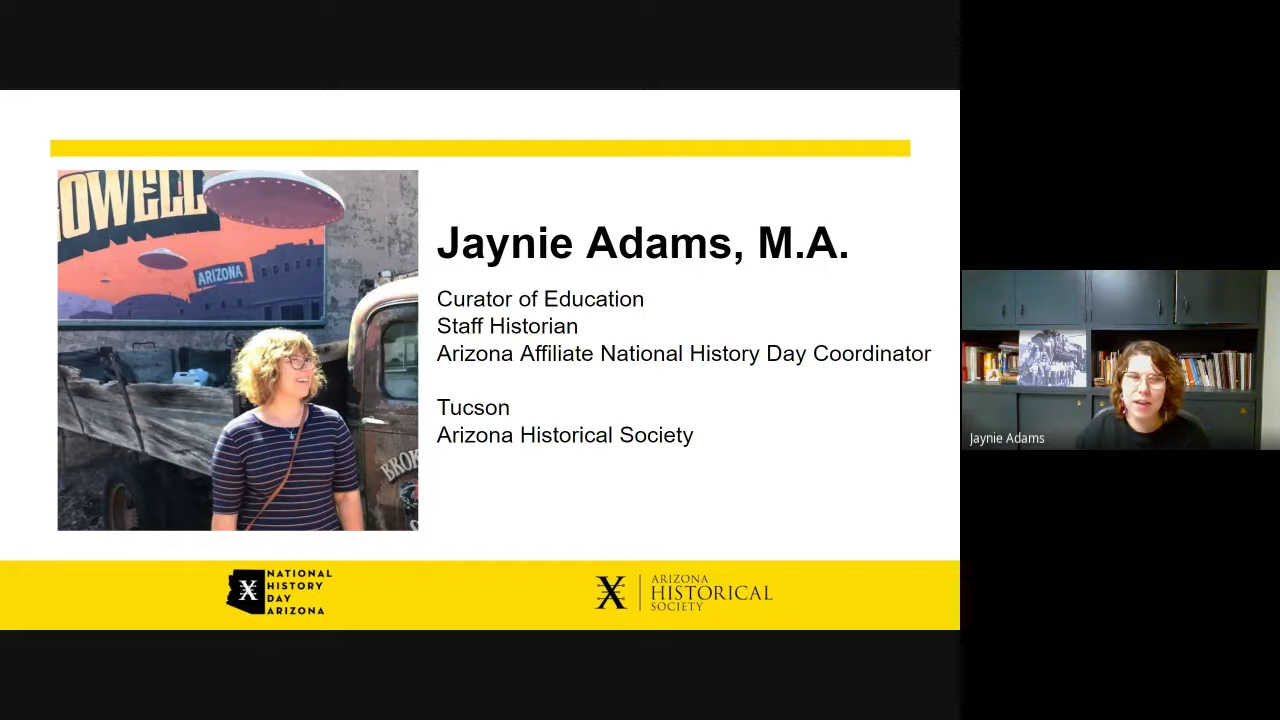 OWELL
ARIZONA
BROK
Jaynie Adams, M.A.
Curator of Education
Staff Historian
Arizona Affiliate National History Day Coordinator
Tucson
Arizona Historical Society
NATIONAL
HISTORY
DAY
ARIZONA
ARIZONA
HISTORICAL
SOCIETY
Jaynie Adams